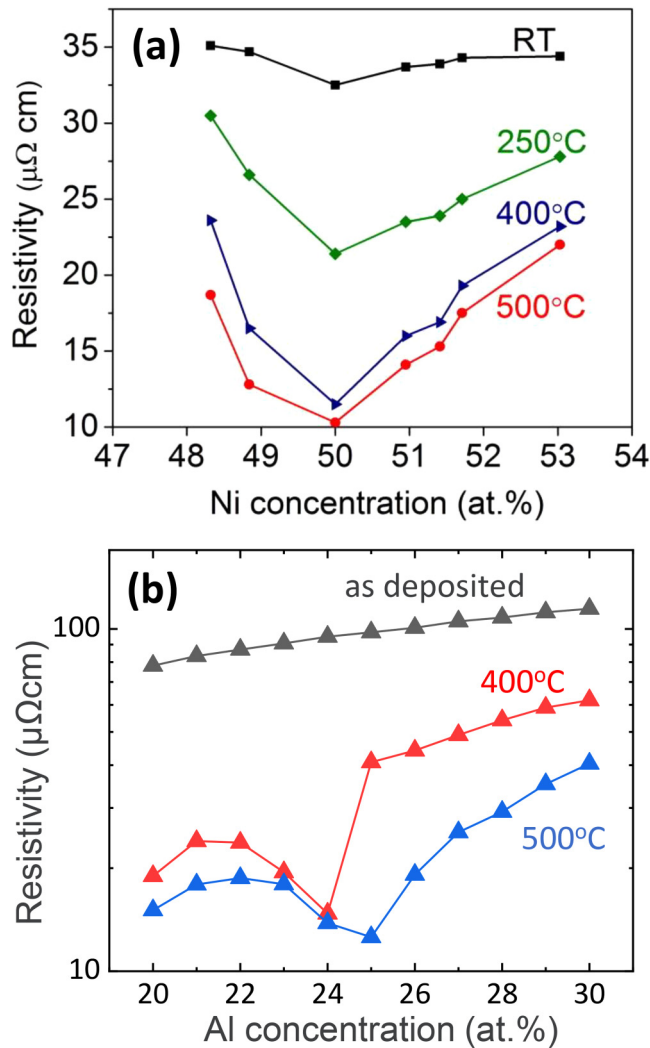 (a)
RT
250°C
400°C
500°C
35
30
25
20
15
10
Resistivity (μΩ cm)
47 48 49 50 51 52 53 54
Ni concentration (at.%)
(b)
as deposited
400°C
500°C
100
10
Resistivity (μΩcm)
20 22 24 26 28 30
Al concentration (at.%)